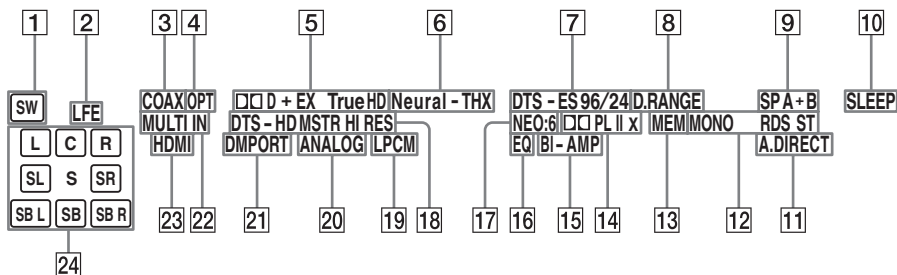 1 2 3 4 5 6 7 8 9 10
SW LFE COAX OPT D + EX True HD Neural - THX DTS - ES 96/24 D.RANGE SP A + B SLEEP
MULTI IN DTS - HD MSTR HI RES NEO:6 PL II X MEM MONO RDS ST
L C R HDMI DMPORT ANALOG LPCM EQ BI - AMP A.DIRECT
SL S SR
SB L SB SB R
23 22 21 20 19 18 17 16 15 14 13 12 11
24